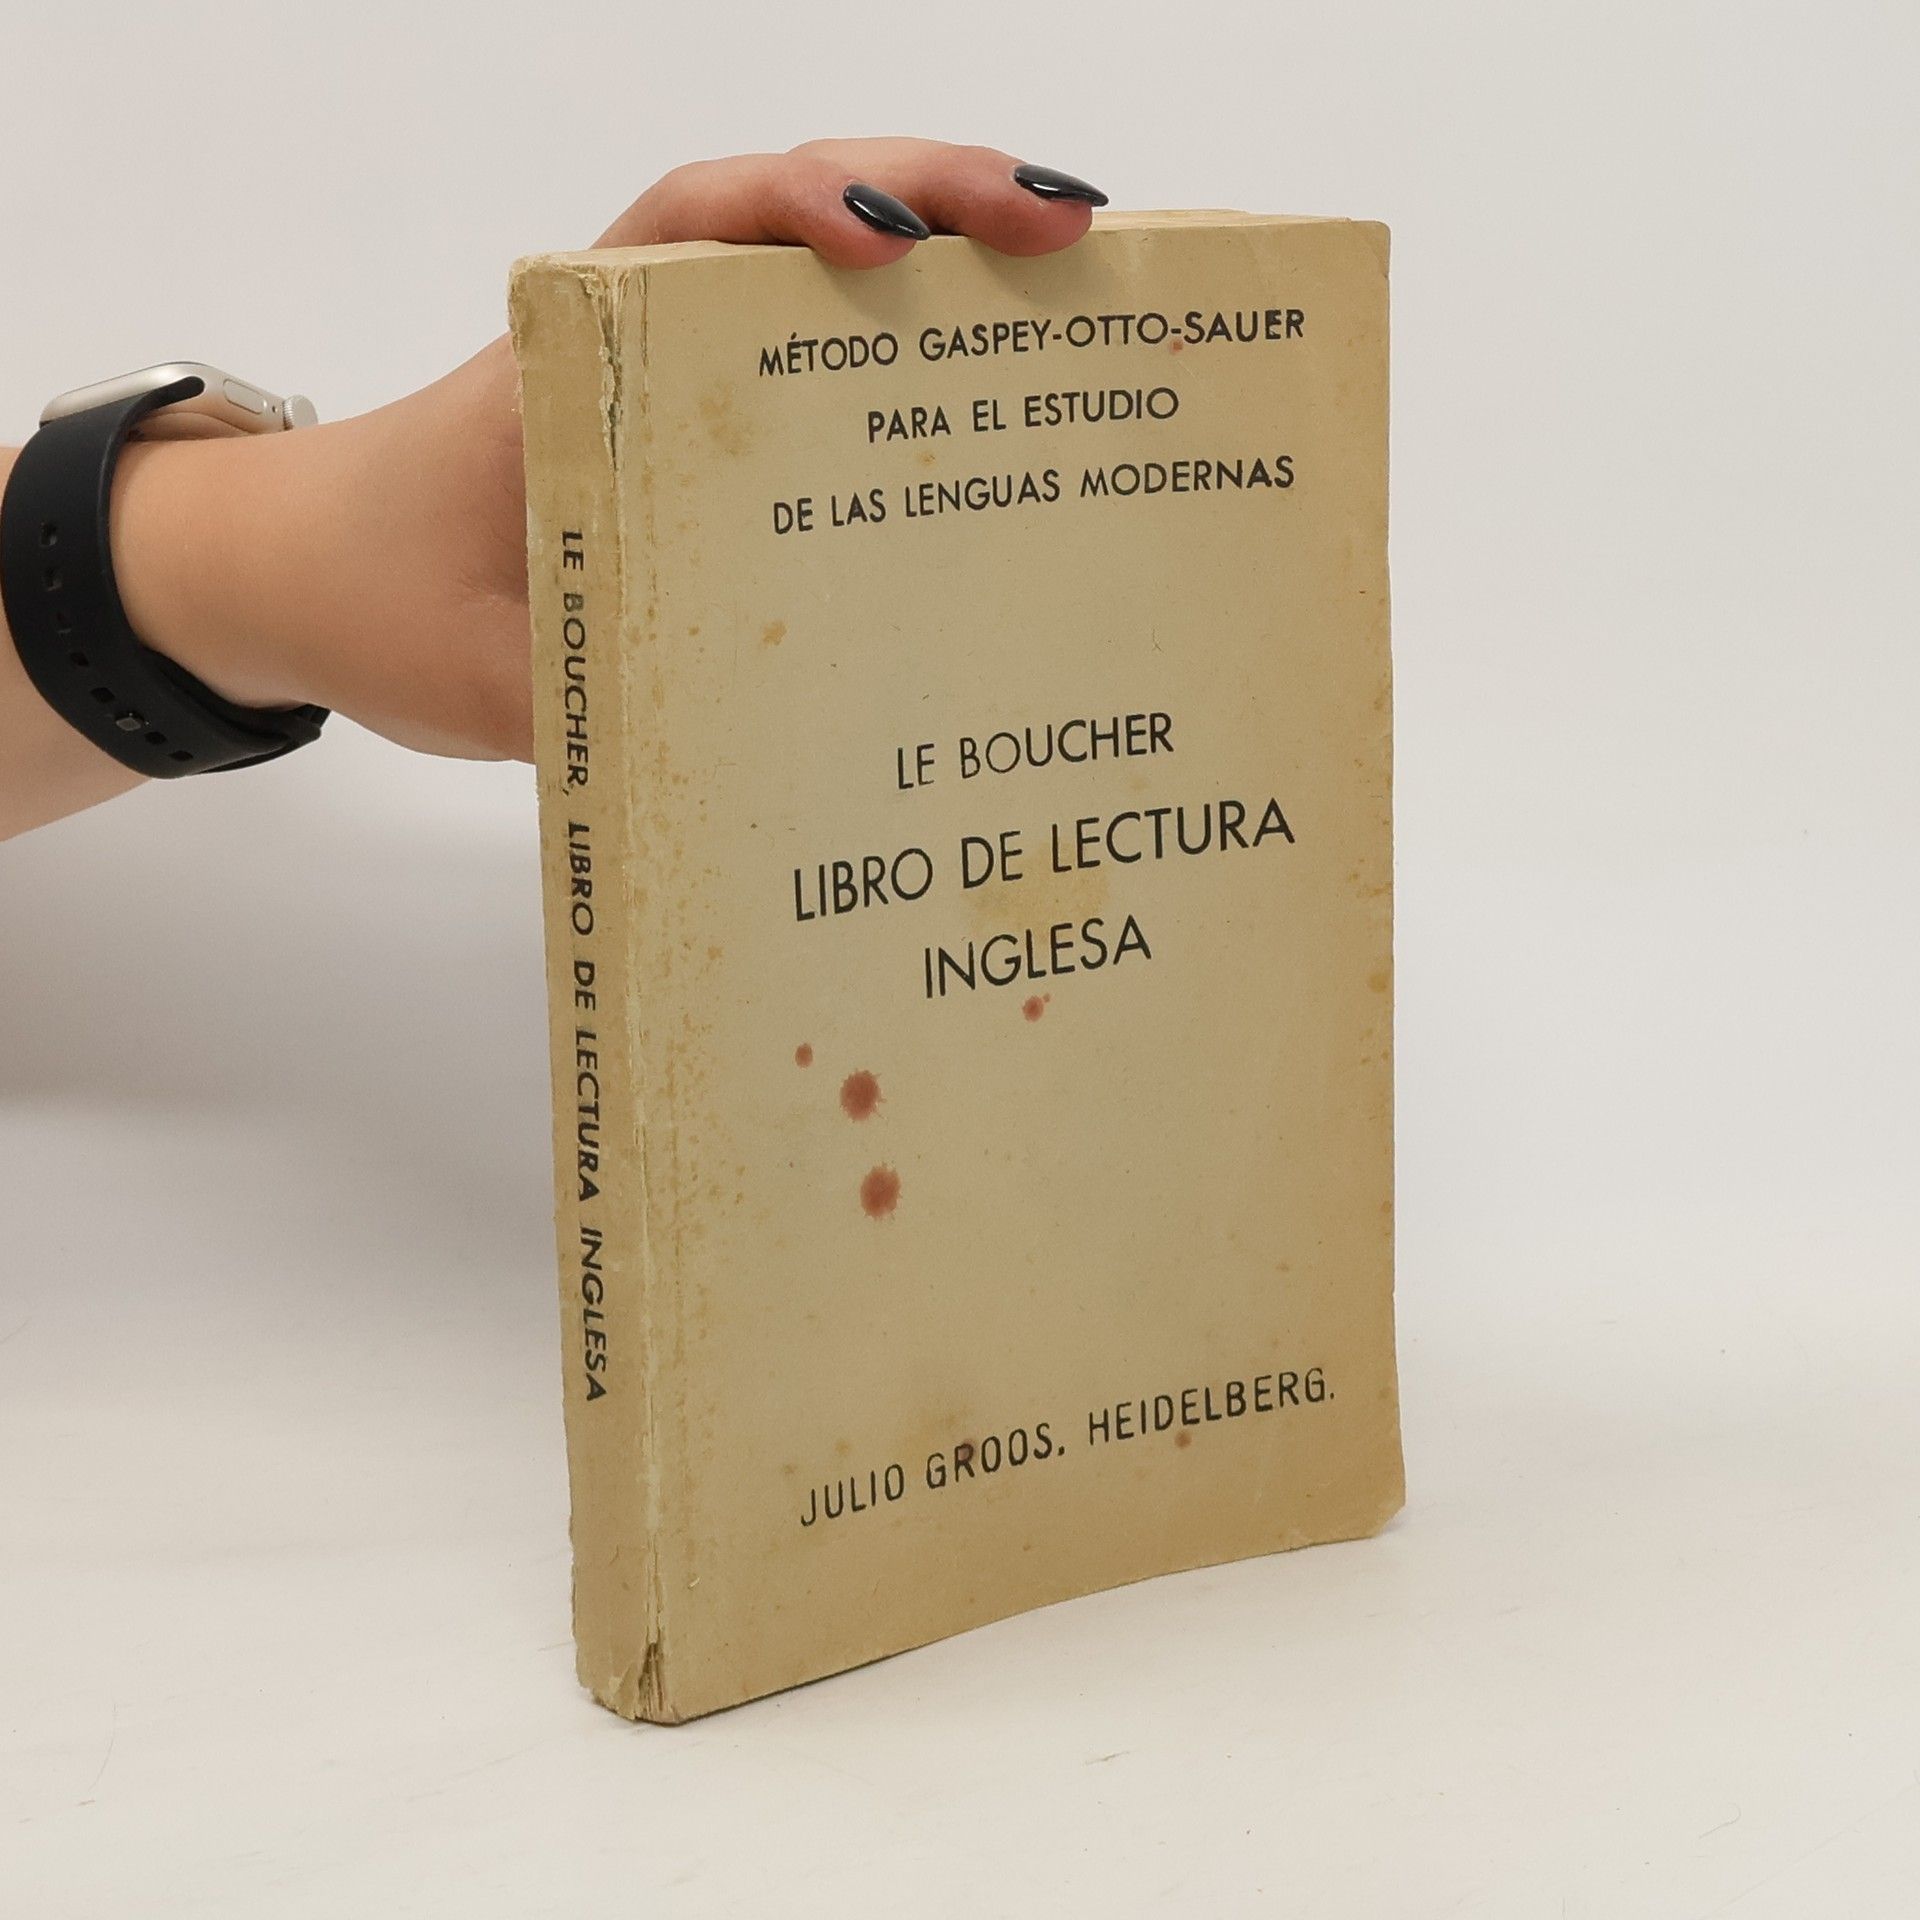 MÉTODO GASPEY-OTTO-SAUER
PARA EL ESTUDIO
DE LAS LENGUAS MODERNAS
LE BOUCHER
LIBRO DE LECTURA
INGLESA
JULIO GROOS. HEIDELBERG.
LE BOUCHER, LIBRO DE LECTURA INGLESA